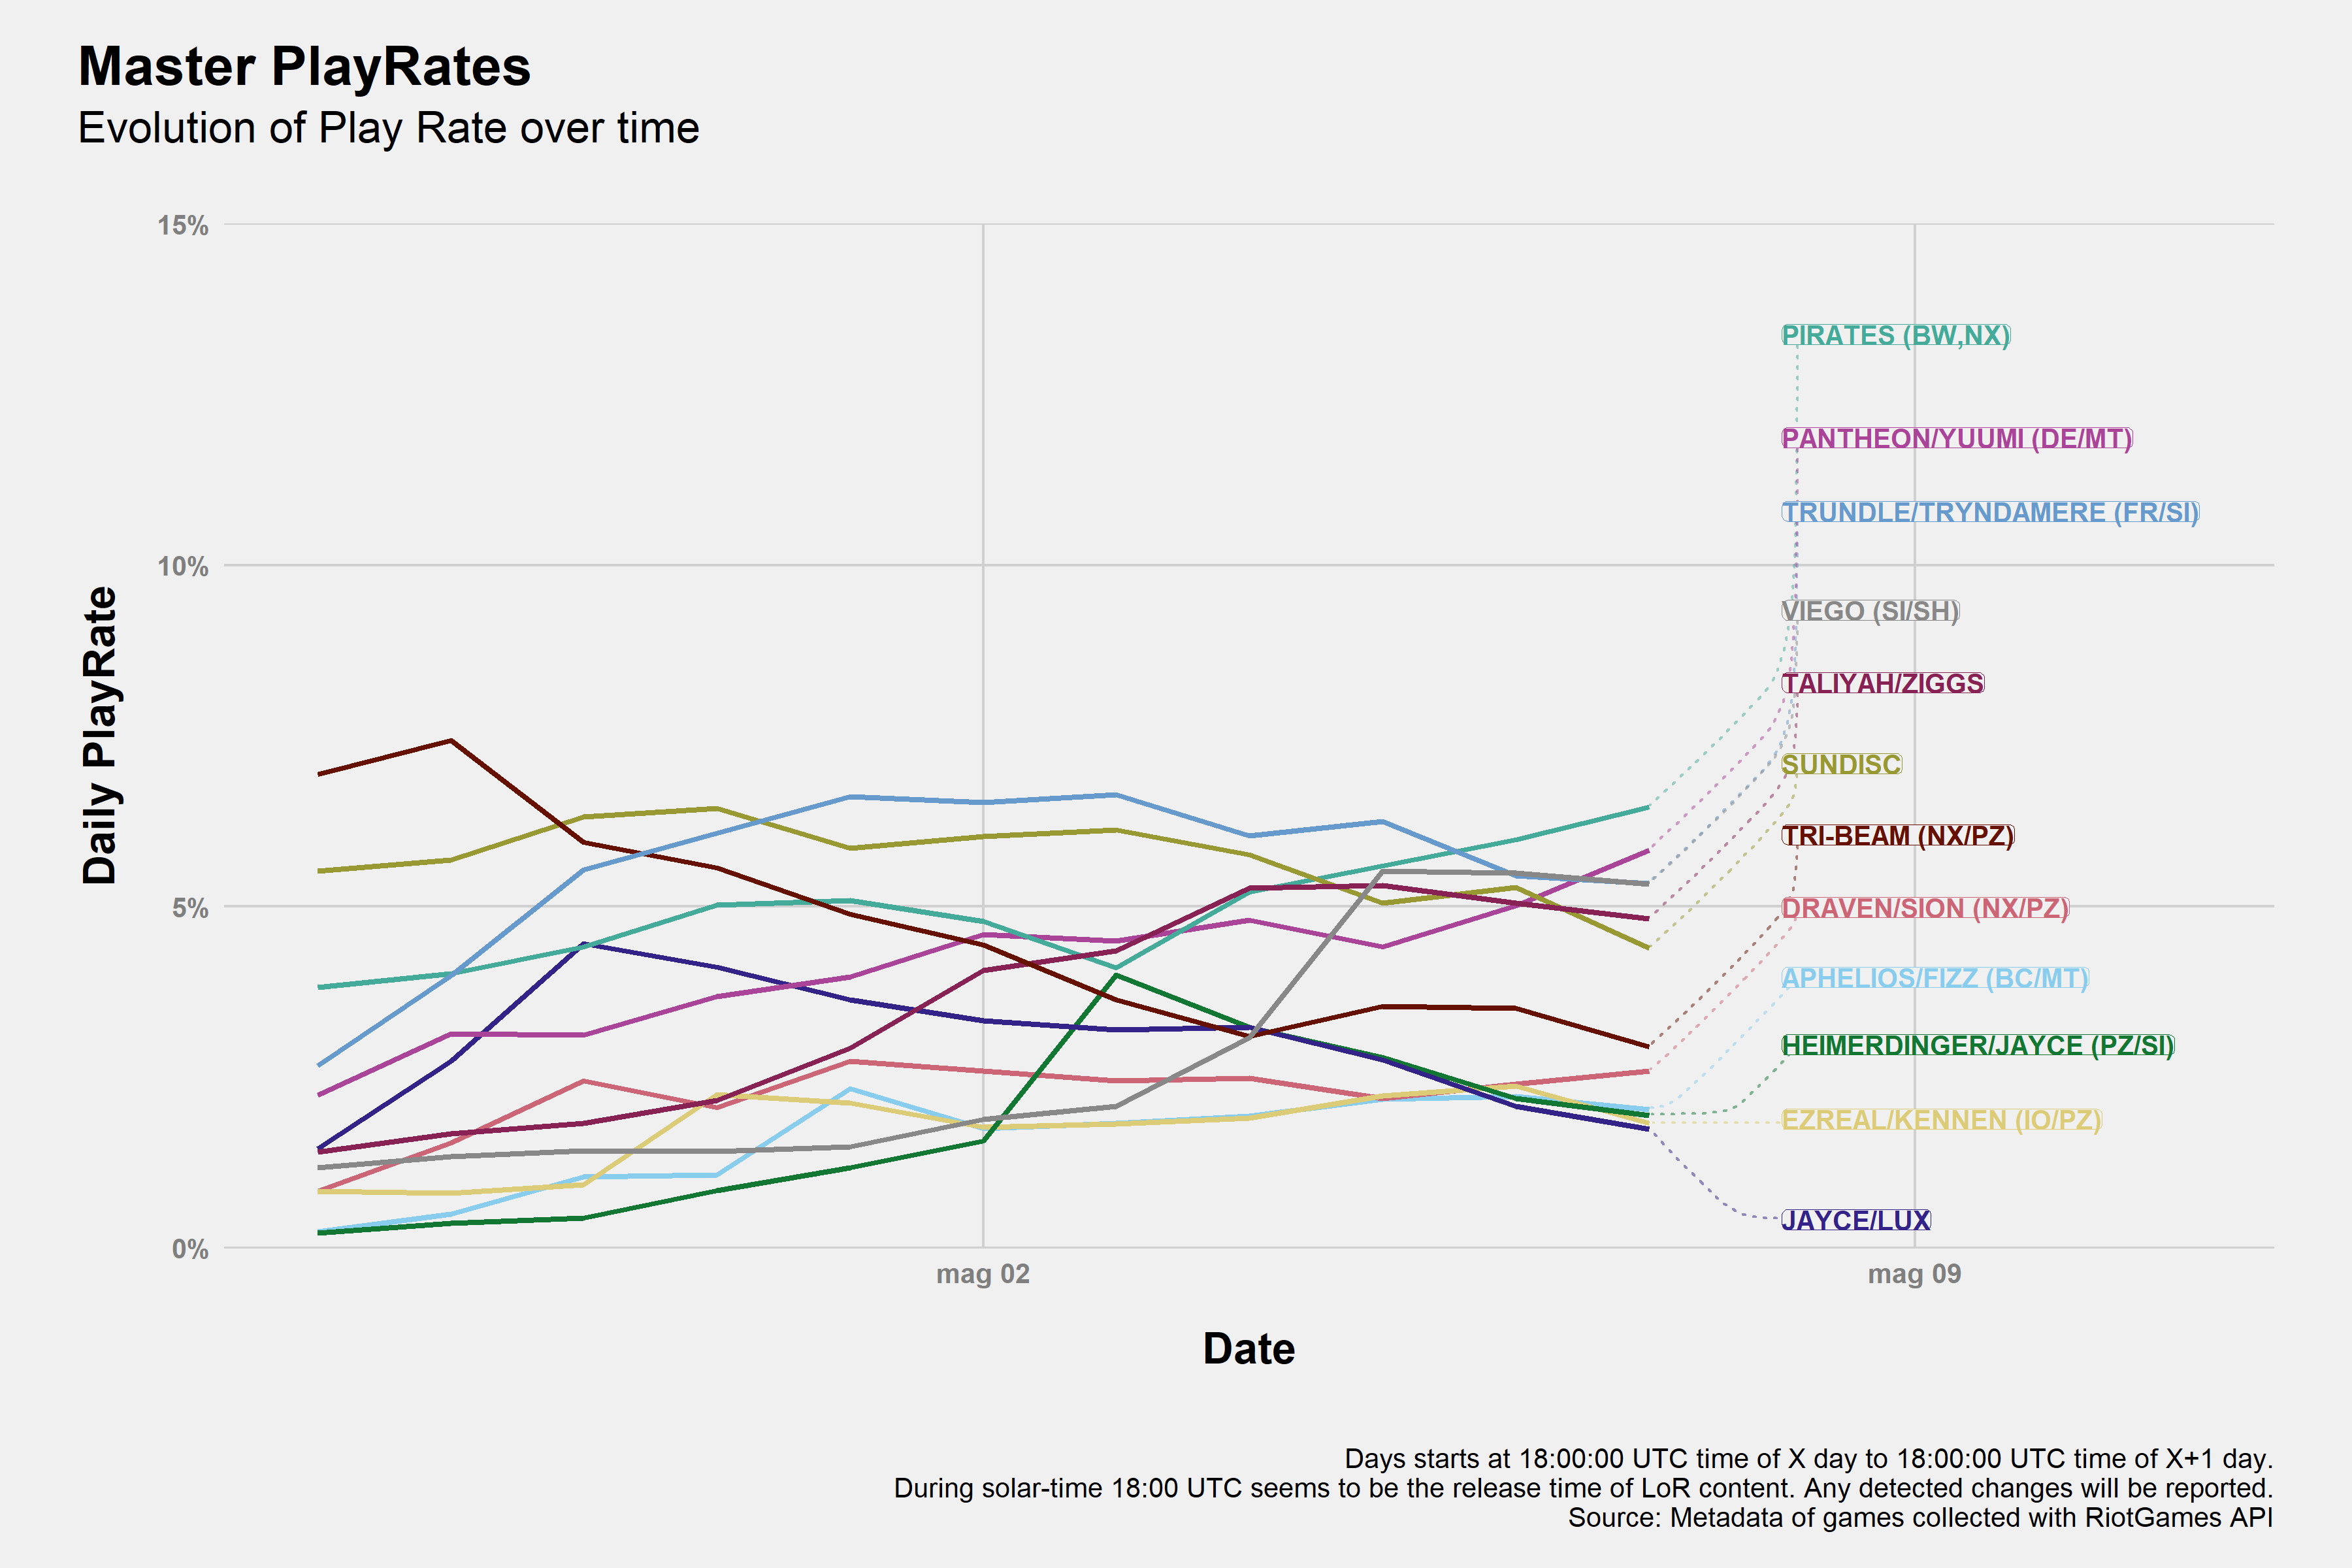 Master PlayRates
Evolution of Play Rate over time
Daily PlayRate
15%
10%
5%
0%
PIRATES (BW,NX)
PANTHEON/YUUMI (DE/MT)
TRUNDLE/TRYNDAMERE (FR/SI)
VIEGO (SI/SH)
TALIYAH/ZIGGS
SUNDISC
TRI-BEAM (NX/PZ)
DRAVEN/SION (NX/PZ)
APHELIOS/FIZZ (BC/MT)
HEIMERDINGER/JAYCE (PZ/SI)
EZREAL/KENNEN (IO/PZ)
JAYCE/LUX
mag 02
mag 09
Date
Days starts at 18:00:00 UTC time of X day to 18:00:00 UTC time of X+1 day.
During solar-time 18:00 UTC seems to be the release time of LoR content. Any detected changes will be reported.
Source: Metadata of games collected with RiotGames API